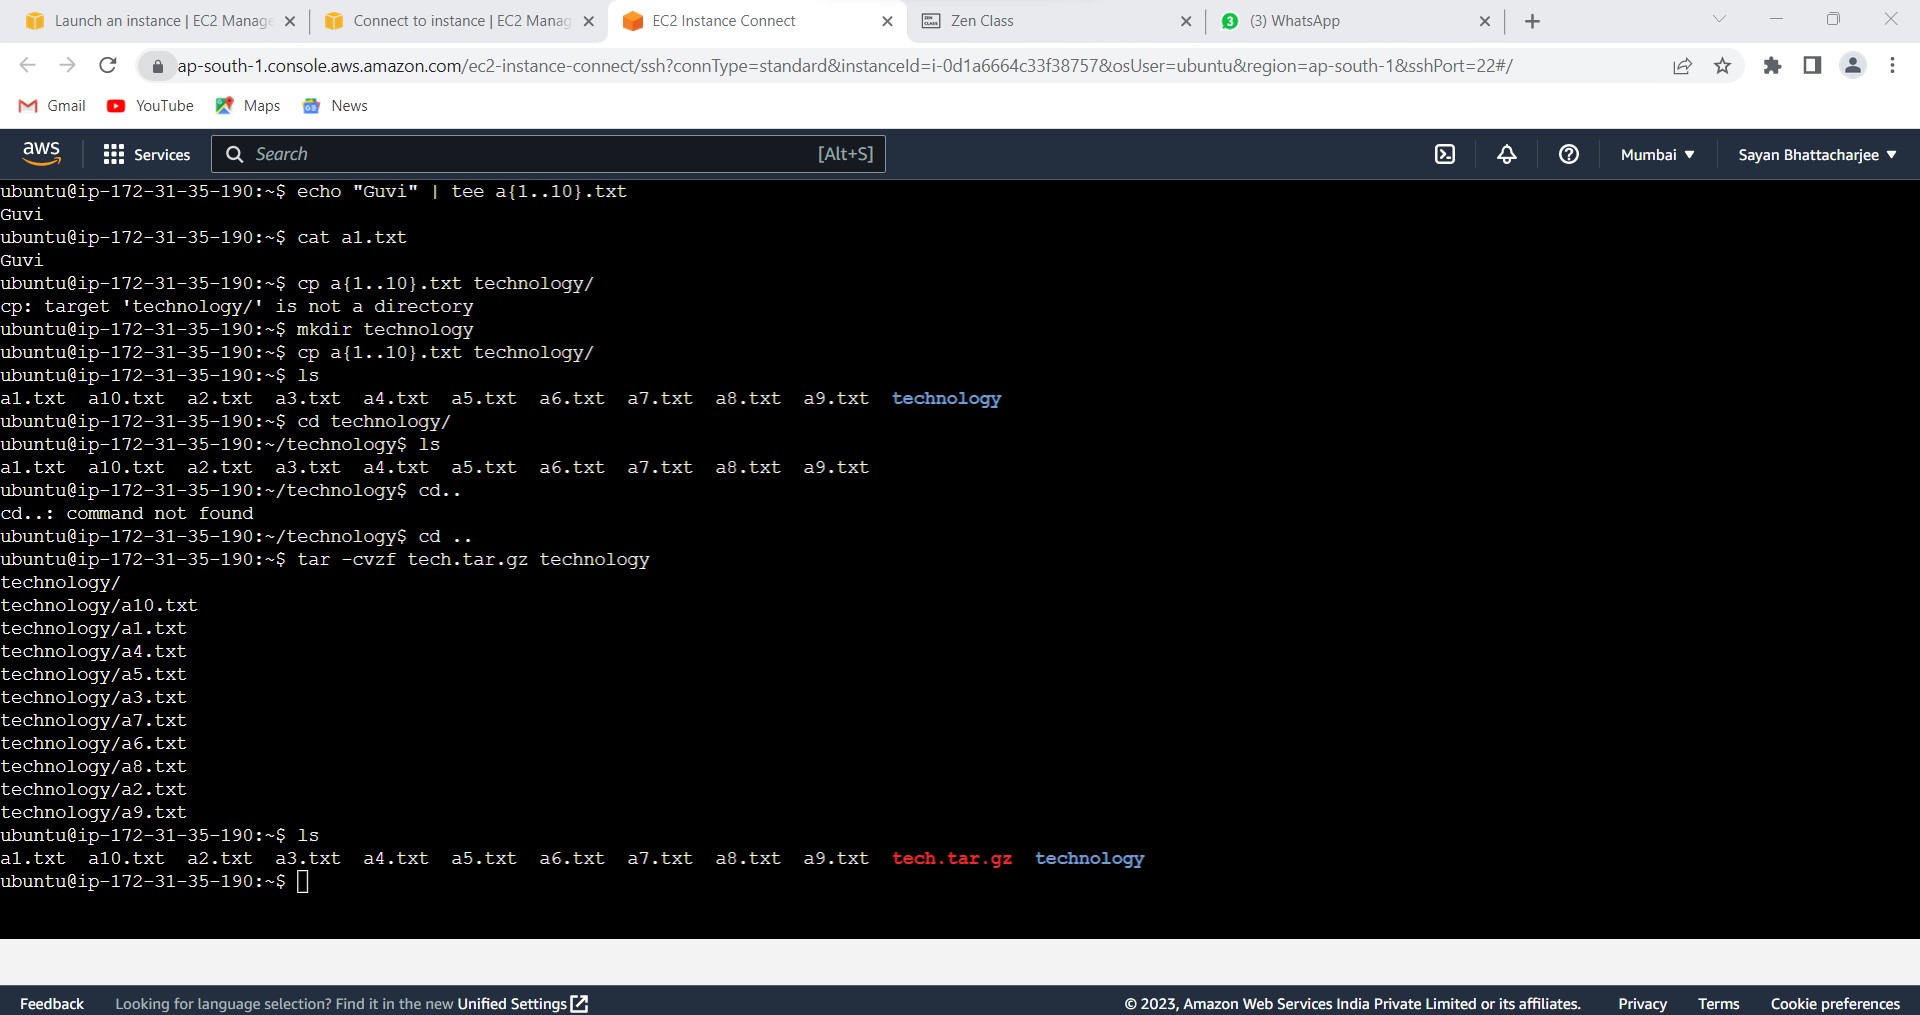 Launch an instance | EC2 Manage
Connect to instance | EC2 Manag
EC2 Instance Connect
ZEN CLASS
Zen Class
3
(3) WhatsApp
ap-south-1.console.aws.amazon.com/ec2-instance-connect/ssh?connType=standard&instanceId=i-0d1a6664c33f38757&osUser=ubuntu&region=ap-south-1&sshPort=22#/
Gmail
YouTube
Maps
News
aws
Services
Search
[Alt+S]
Mumbai
Sayan Bhattacharjee
ubuntu@ip-172-31-35-190:~$ echo "Guvi" | tee a{1..10}.txt
Guvi
ubuntu@ip-172-31-35-190:~$ cat a1.txt
Guvi
ubuntu@ip-172-31-35-190:~$ cp a{1..10}.txt technology/
cp: target 'technology/' is not a directory
ubuntu@ip-172-31-35-190:~$ mkdir technology
ubuntu@ip-172-31-35-190:~$ cp a{1..10}.txt technology/
ubuntu@ip-172-31-35-190:~$ ls
a1.txt  a10.txt  a2.txt  a3.txt  a4.txt  a5.txt  a6.txt  a7.txt  a8.txt  a9.txt  technology
ubuntu@ip-172-31-35-190:~$ cd technology/
ubuntu@ip-172-31-35-190:~/technology$ ls
a1.txt  a10.txt  a2.txt  a3.txt  a4.txt  a5.txt  a6.txt  a7.txt  a8.txt  a9.txt
ubuntu@ip-172-31-35-190:~/technology$ cd..
cd..: command not found
ubuntu@ip-172-31-35-190:~/technology$ cd ..
ubuntu@ip-172-31-35-190:~$ tar -cvzf tech.tar.gz technology
technology/
technology/a10.txt
technology/a1.txt
technology/a4.txt
technology/a5.txt
technology/a3.txt
technology/a7.txt
technology/a6.txt
technology/a8.txt
technology/a2.txt
technology/a9.txt
ubuntu@ip-172-31-35-190:~$ ls
a1.txt  a10.txt  a2.txt  a3.txt  a4.txt  a5.txt  a6.txt  a7.txt  a8.txt  a9.txt  tech.tar.gz  technology
ubuntu@ip-172-31-35-190:~$
Feedback
Looking for language selection? Find it in the new Unified Settings
© 2023, Amazon Web Services India Private Limited or its affiliates.
Privacy
Terms
Cookie preferences